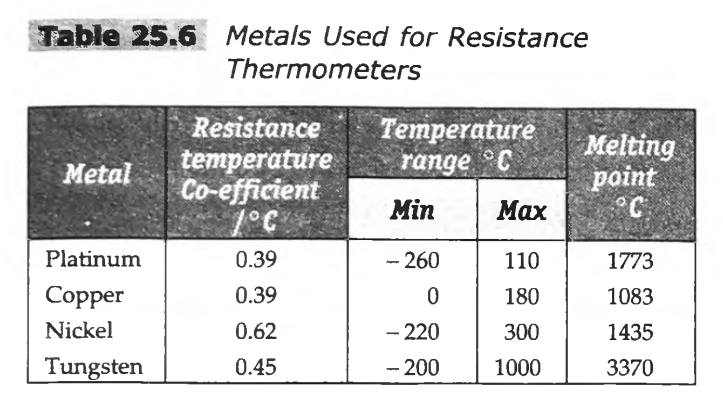 Table 25.6 Metals Used for Resistance
Thermometers
Metal
Resistance
temperature
Co-efficient
/°C
Temperature
range °C
Min Max
Melting
point
°C
Platinum 0.39 – 260 110 1773
Copper 0.39 0 180 1083
Nickel 0.62 – 220 300 1435
Tungsten 0.45 – 200 1000 3370